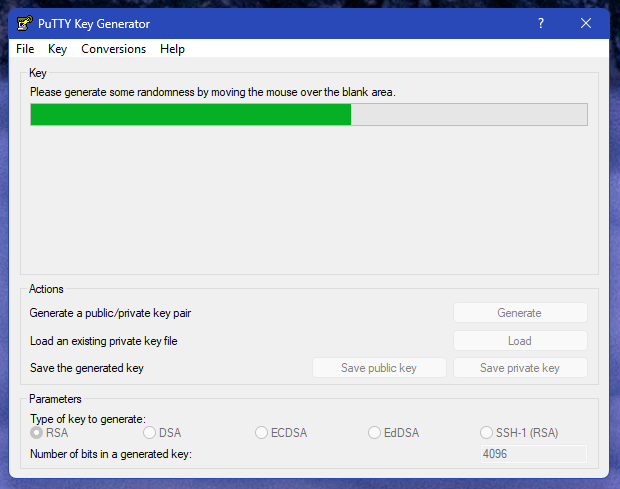 PuTTY Key Generator
File Key Conversions Help
Key
Please generate some randomness by moving the mouse over the blank area.
Actions
Generate a public/private key pair
Generate
Load an existing private key file
Load
Save the generated key
Save public key
Save private key
Parameters
Type of key to generate:
RSA DSA ECDSA EdDSA SSH-1 (RSA)
Number of bits in a generated key:
4096